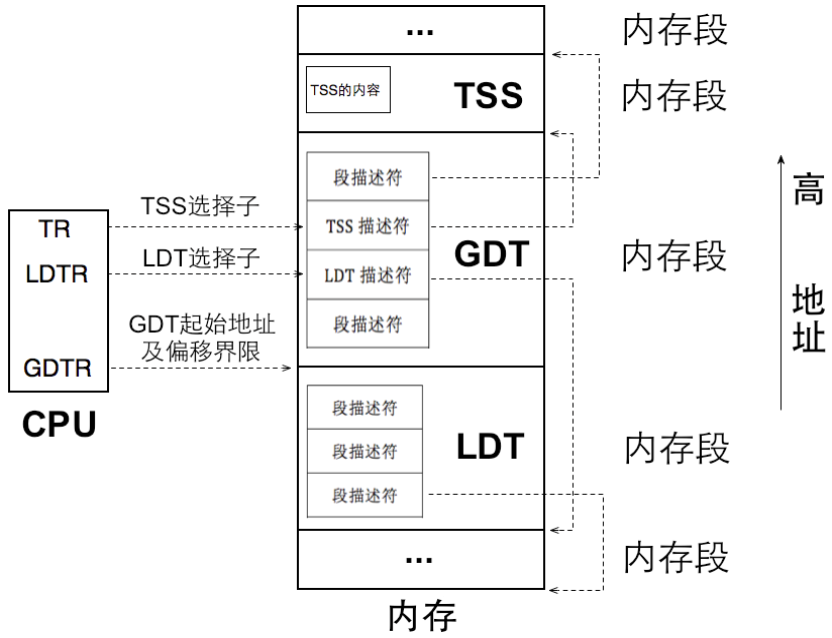 ...
内存段
TSS的内容
TSS
内存段
段描述符
TSS 描述符
LDT 描述符
段描述符
GDT
内存段
TSS选择子
LDT选择子
GDT起始地址
及偏移界限
TR
LDTR
GDTR
CPU
段描述符
段描述符
段描述符
LDT
内存段
...
内存段
内存
高
地
址